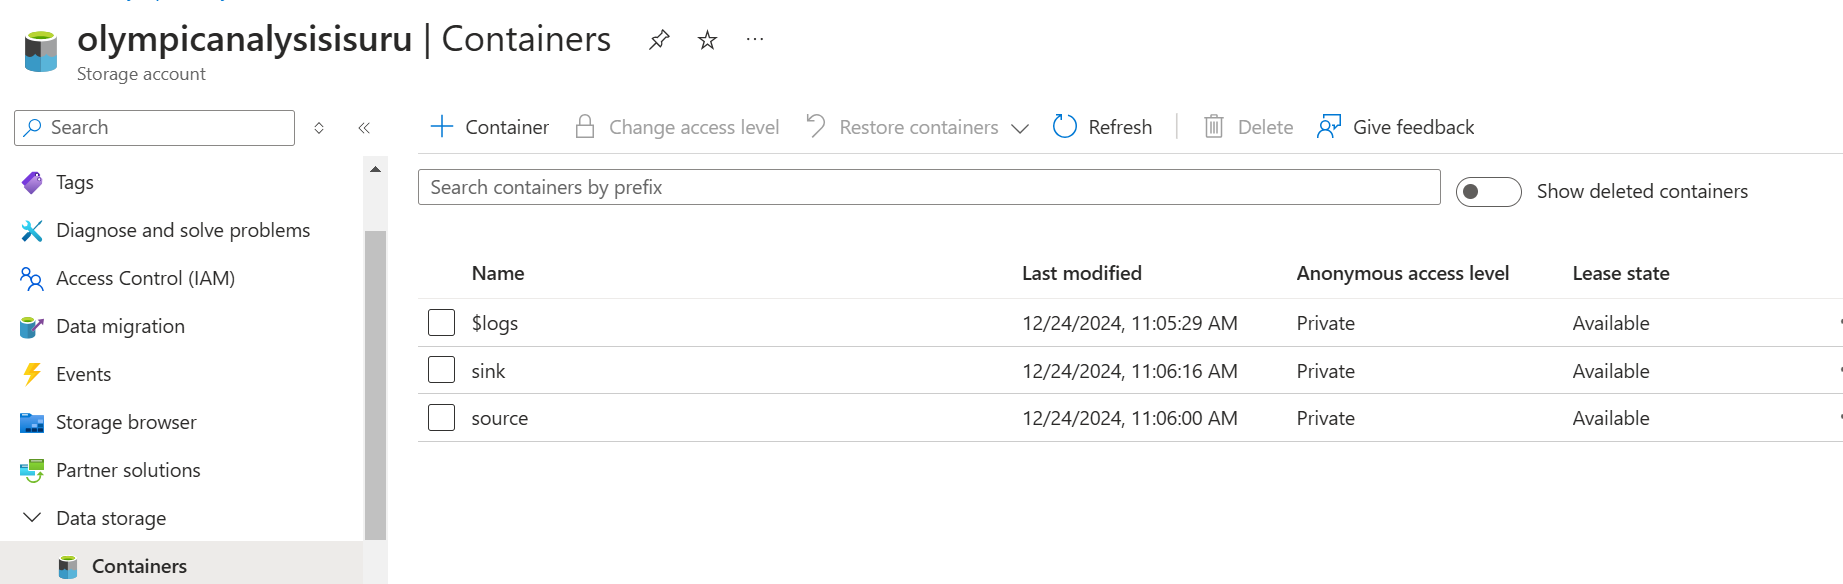 olympicanalysisisuru | Containers
Storage account
Search
Container Change access level Restore containers Refresh Delete Give feedback
Tags
Search containers by prefix
Show deleted containers
Diagnose and solve problems
Access Control (IAM)
Name Last modified Anonymous access level Lease state
Data migration
$logs 12/24/2024, 11:05:29 AM Private Available
Events
sink 12/24/2024, 11:06:16 AM Private Available
Storage browser
source 12/24/2024, 11:06:00 AM Private Available
Partner solutions
Data storage
Containers